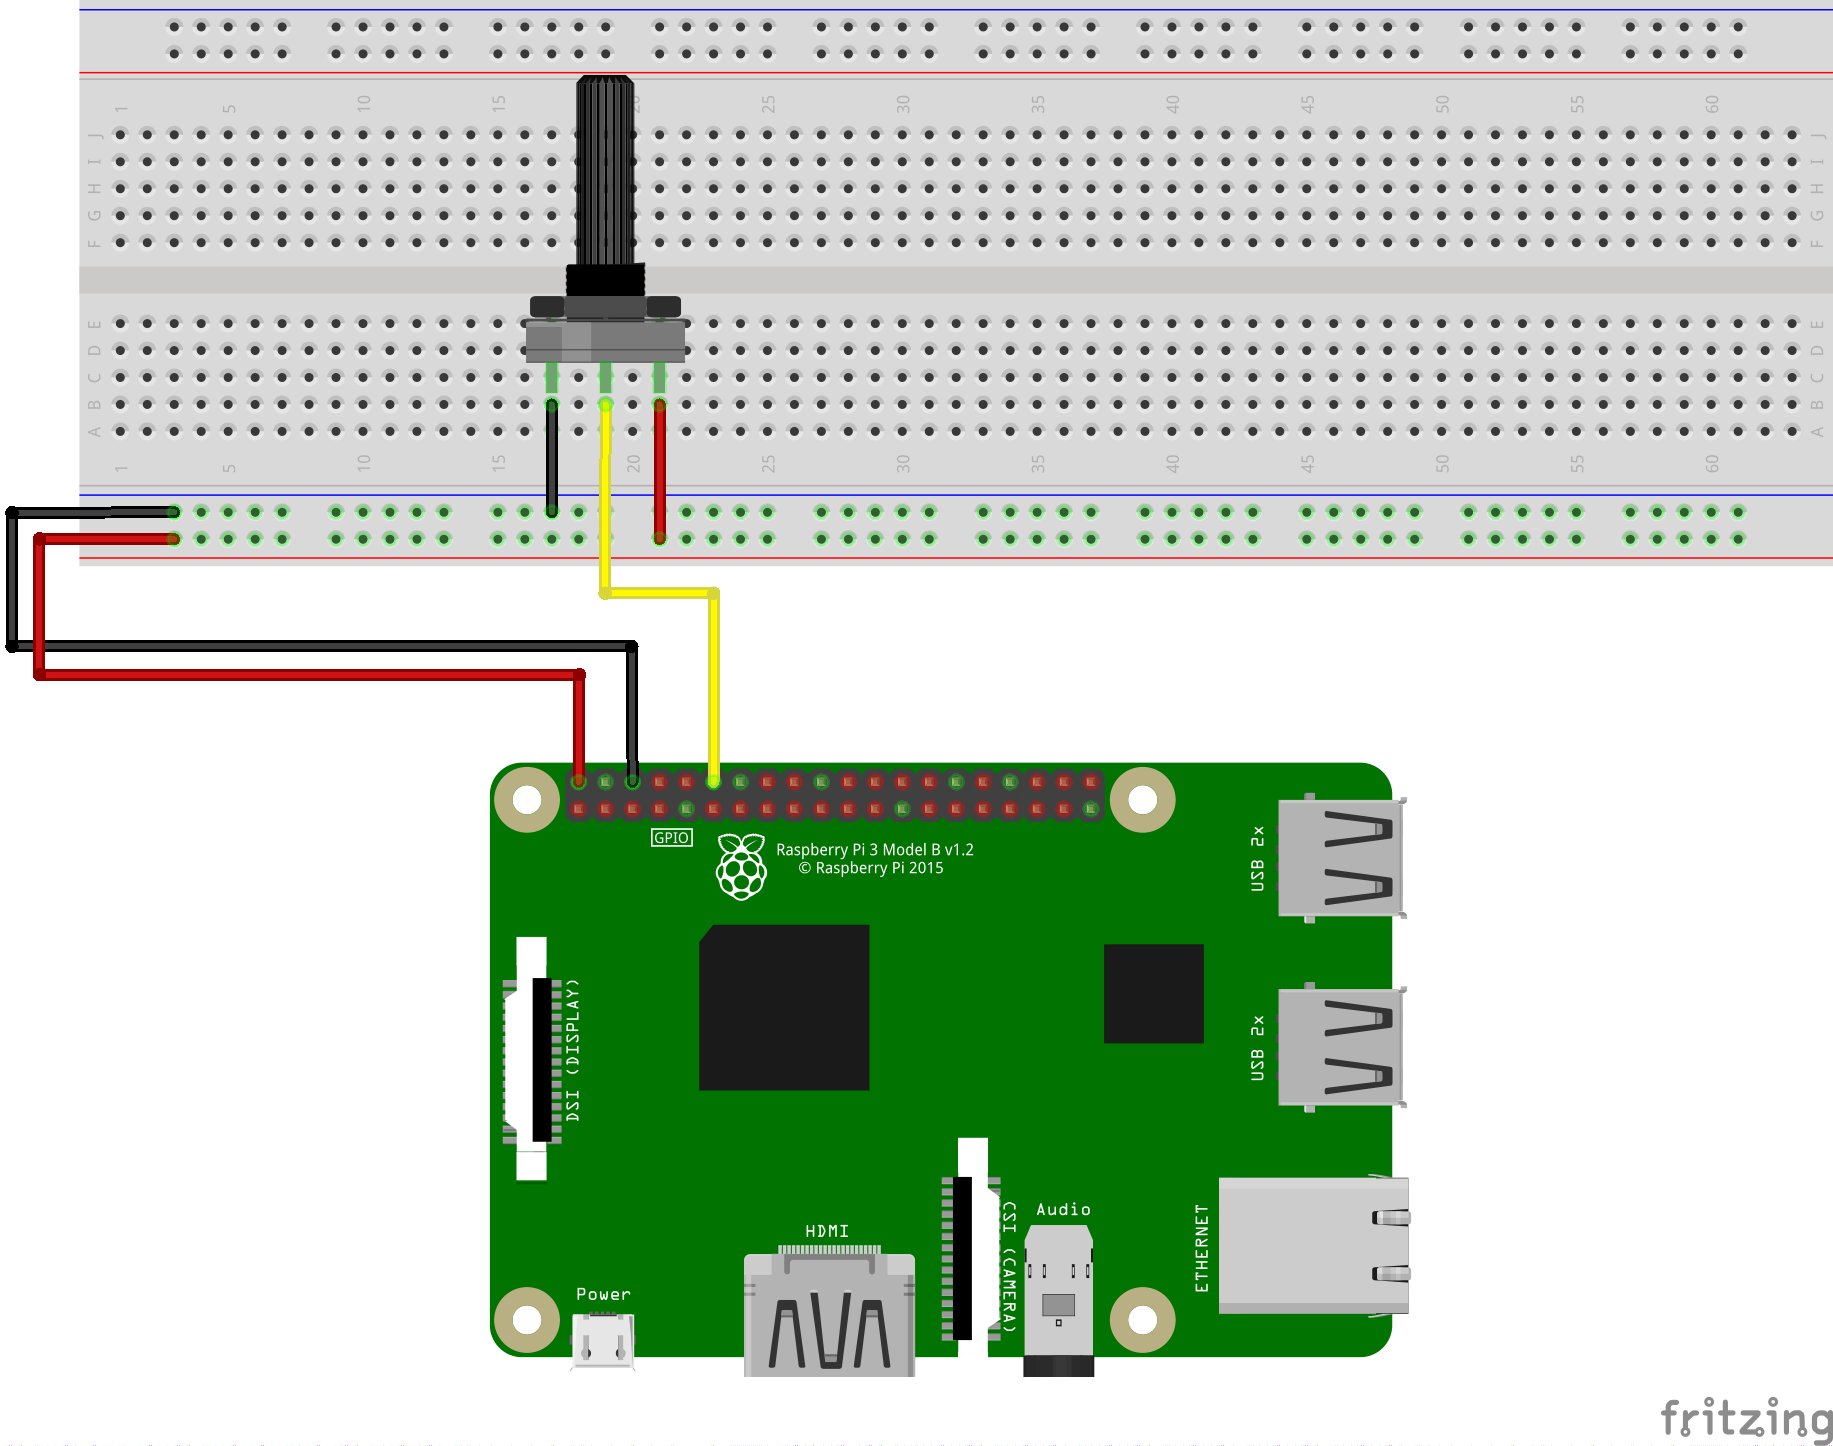 1 5 10 15 20 25 30 35 40 45 50 55 60
J J
I I
H H
G G
F F
E E
D D
C C
B B
A A
1 5 10 15 20 25 30 35 40 45 50 55 60
GPIO
Raspberry Pi 3 Model B v1.2
© Raspberry Pi 2015
USB 2x
DSI (DISPLAY)
USB 2x
HDMI
CSI (CAMERA)
Audio
ETHERNET
Power
fritzing